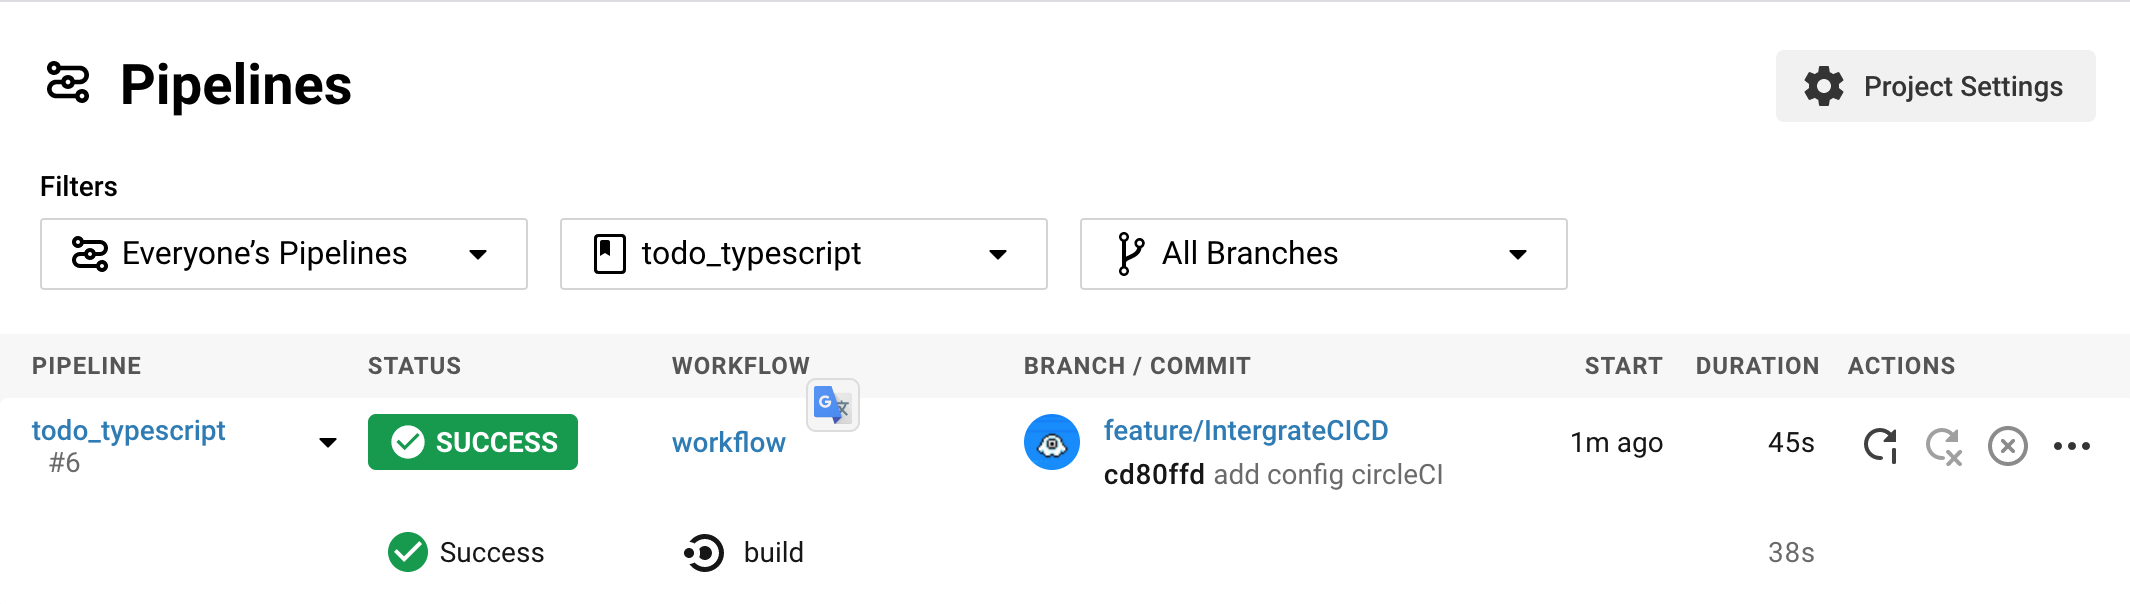 Pipelines
Project Settings
Filters
Everyone’s Pipelines
todo_typescript
All Branches
PIPELINE STATUS WORKFLOW BRANCH / COMMIT START DURATION ACTIONS
todo_typescript SUCCESS workflow feature/IntergrateCICD 1m ago 45s
#6 cd80ffd add config circleCI
Success build 38s